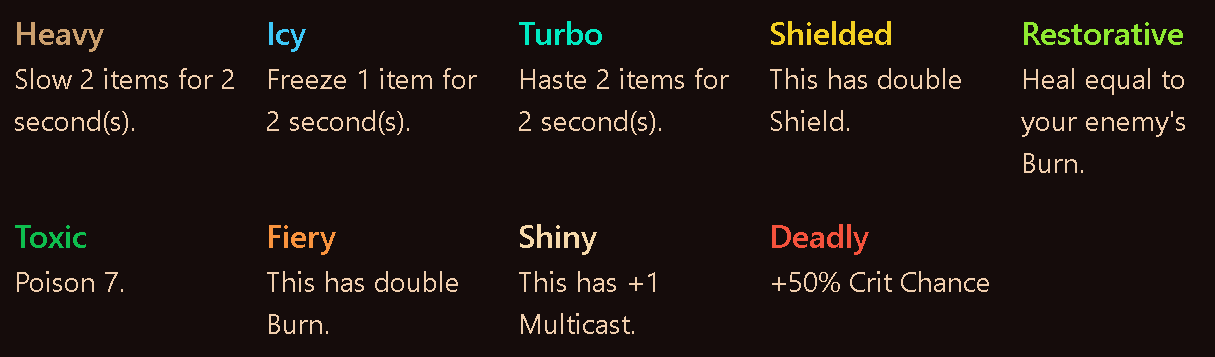 Heavy
Slow 2 items for 2
second(s).
Icy
Freeze 1 item for
2 second(s).
Turbo
Haste 2 items for
2 second(s).
Shielded
This has double
Shield.
Restorative
Heal equal to
your enemy's
Burn.
Toxic
Poison 7.
Fiery
This has double
Burn.
Shiny
This has +1
Multicast.
Deadly
+50% Crit Chance